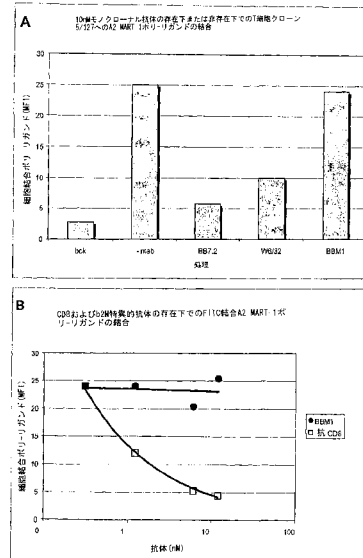 A
10nMモノクローナル抗体の存在下または非存在下でのT細胞クローン
5/127へのA2 MART 1ポリ-リガンドの結合
細胞結合ポリ-リガンド(MF1)
30
25
20
15
10
5
0
bck
-mab
BB7.2
W6/32
BBM1
処理
B
CD8およびb2M特異的抗体の存在下でのFITC結合A2 MART-1ポ
リ-リガンドの結合
細胞結合ポリ-リガンド(MF1)
30
25
20
15
10
5
0
1
10
100
抗体(nM)
BBM1
抗 CD8